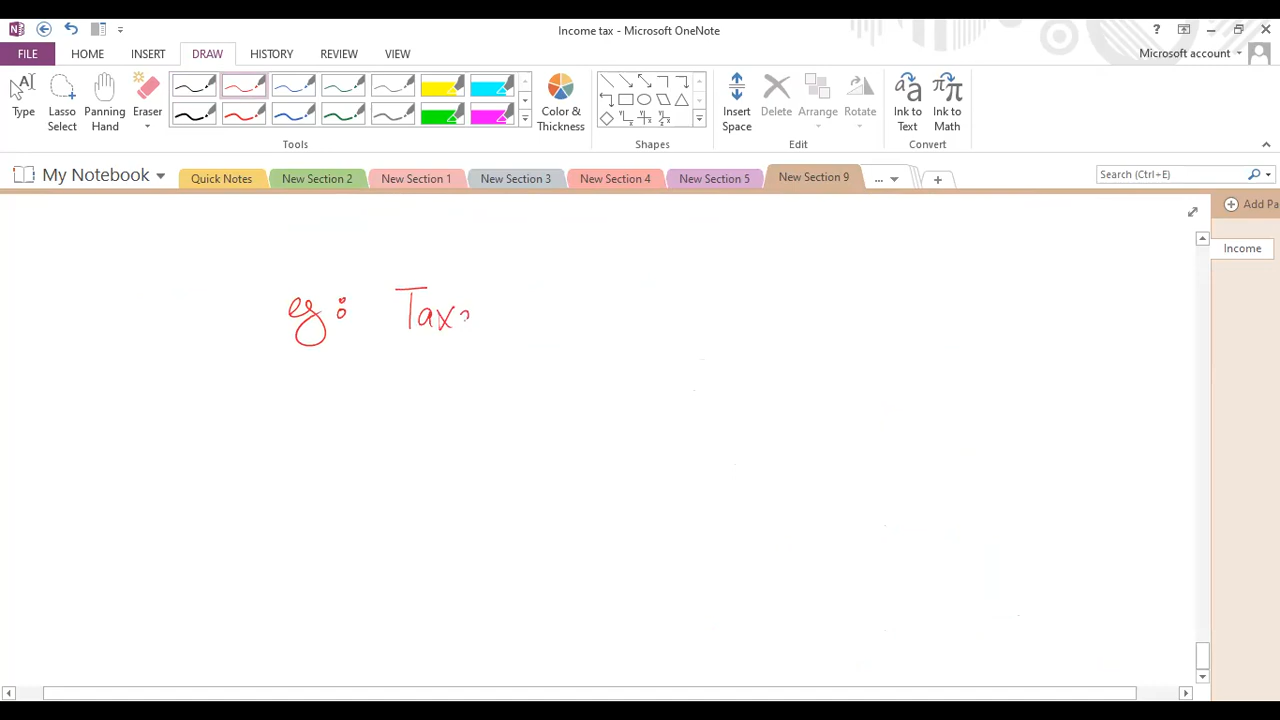 Income tax - Microsoft OneNote
FILE HOME INSERT DRAW HISTORY REVIEW VIEW Microsoft account
Type
Lasso Select
Panning Hand
Eraser
Color & Thickness
Insert Space
Delete
Arrange
Rotate
Ink to Text
Ink to Math
Tools Shapes Edit Convert
My Notebook Quick Notes New Section 2 New Section 1 New Section 3 New Section 4 New Section 5 New Section 9 ... Search (Ctrl+E)
Add Pa
Income
eg: Tax